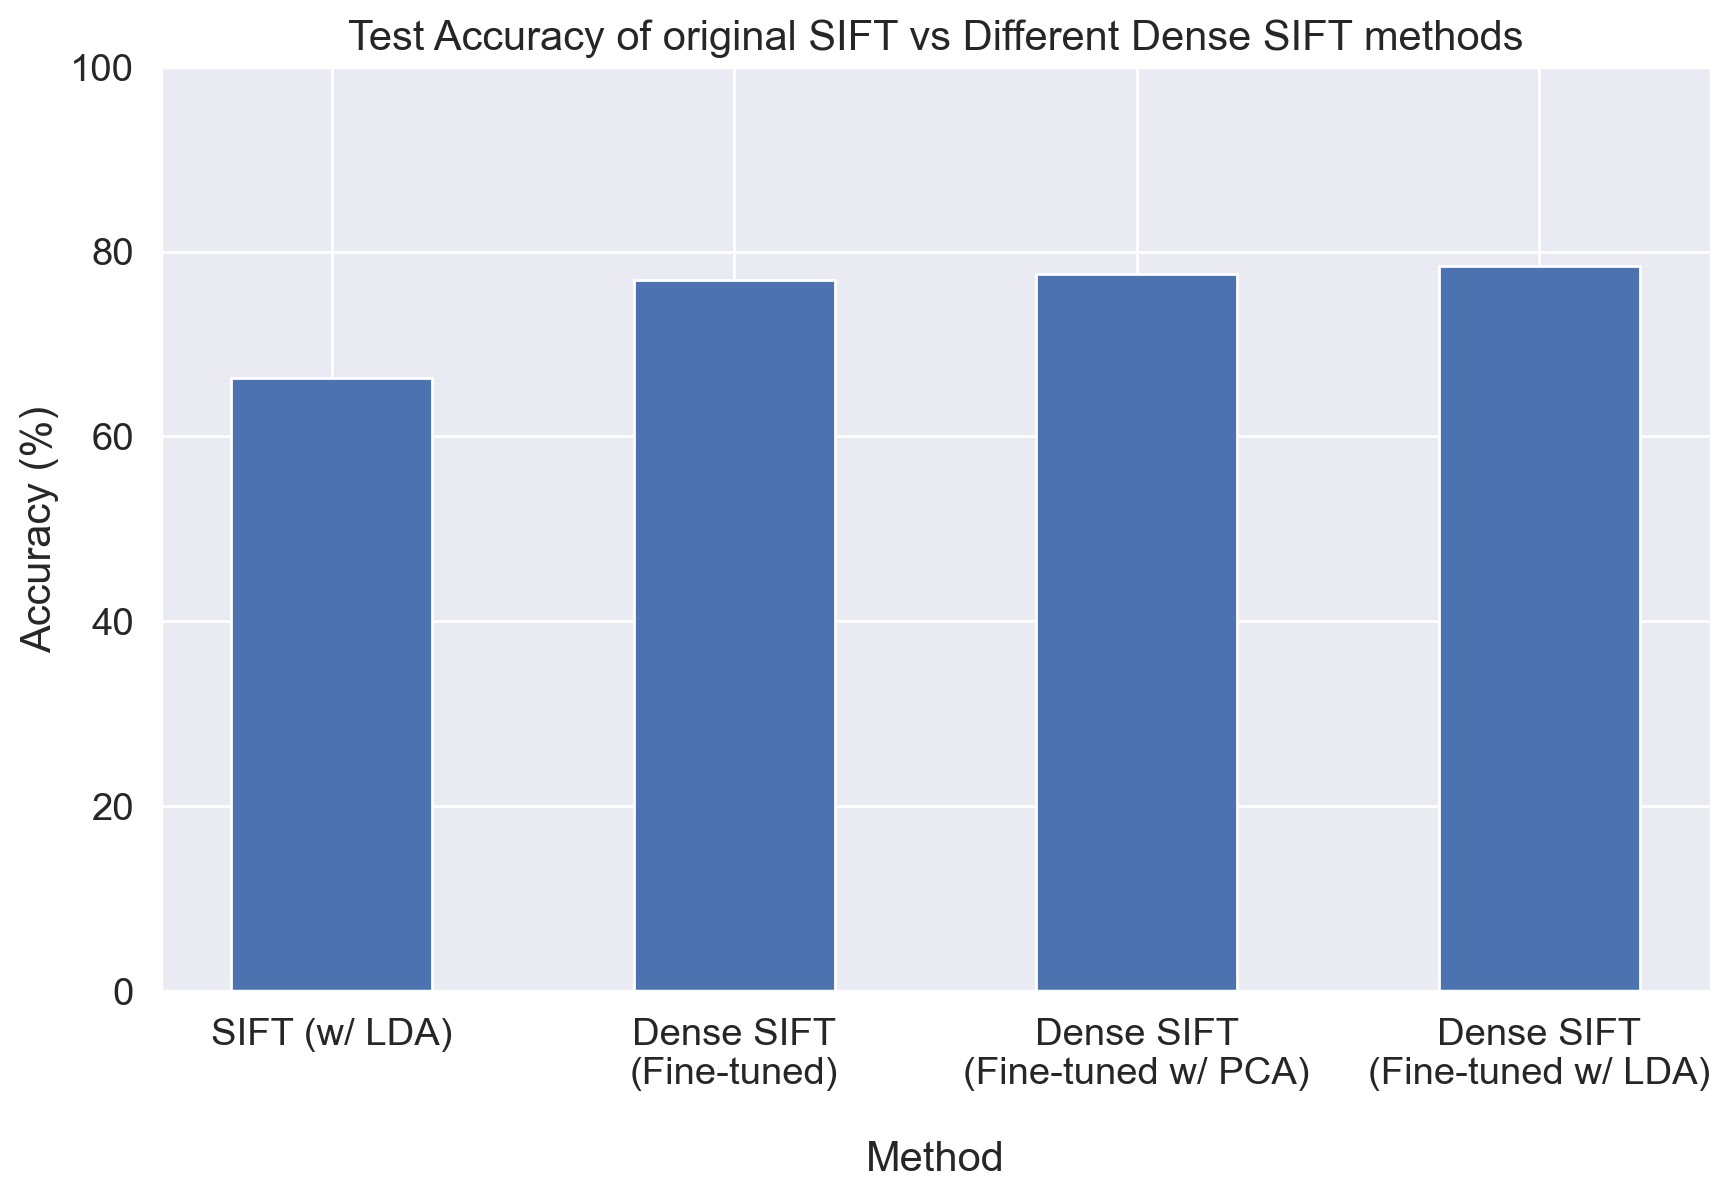 Test Accuracy of original SIFT vs Different Dense SIFT methods
100
80
60
40
20
0
Accuracy (%)
SIFT (w/ LDA)
Dense SIFT
(Fine-tuned)
Dense SIFT
(Fine-tuned w/ PCA)
Dense SIFT
(Fine-tuned w/ LDA)
Method